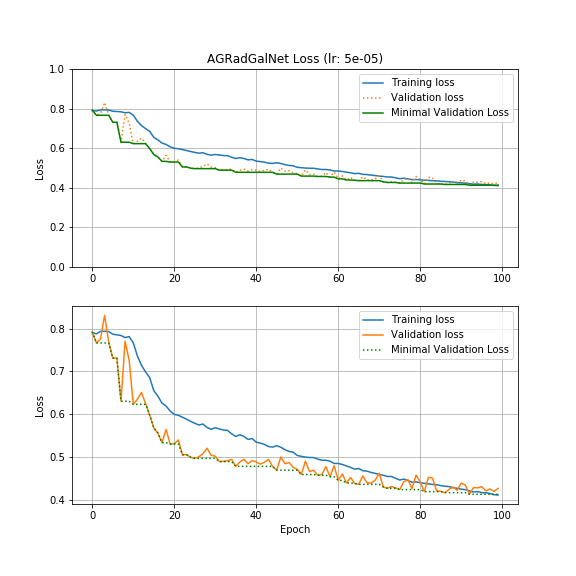 AGRadGalNet Loss (lr: 5e-05)
1.0
0.8
0.6
0.4
0.2
0.0
Loss
Training loss
Validation loss
Minimal Validation Loss
0 20 40 60 80 100
0.8
0.7
0.6
0.5
0.4
Loss
Training loss
Validation loss
Minimal Validation Loss
0 20 40 60 80 100
Epoch